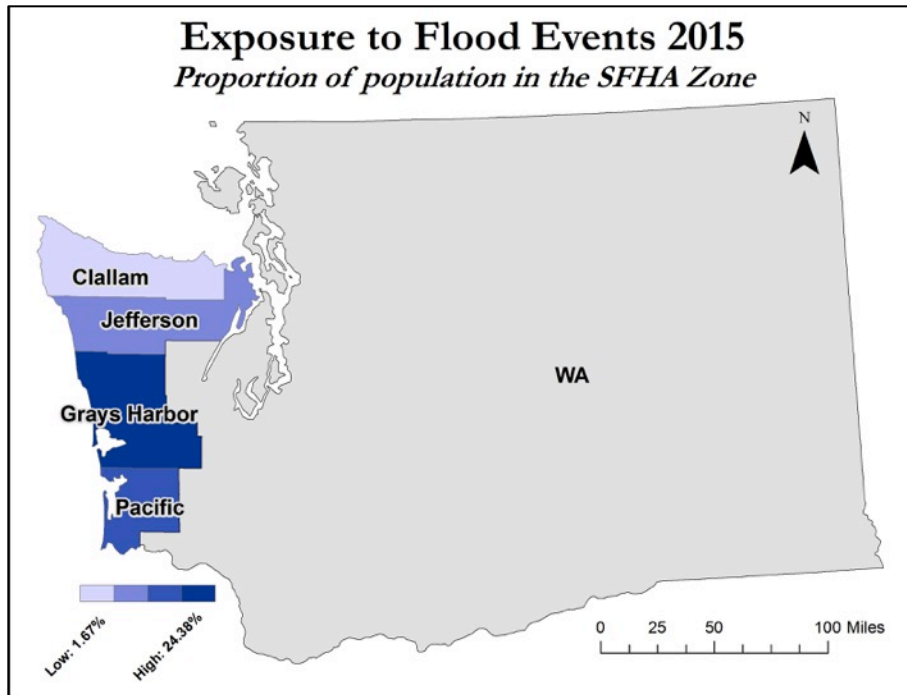 Exposure to Flood Events 2015
Proportion of population in the SFHA Zone
N
Clallam
Jefferson
WA
Grays Harbor
Pacific
Low: 1.67%
High: 24.38%
0 25 50 100 Miles